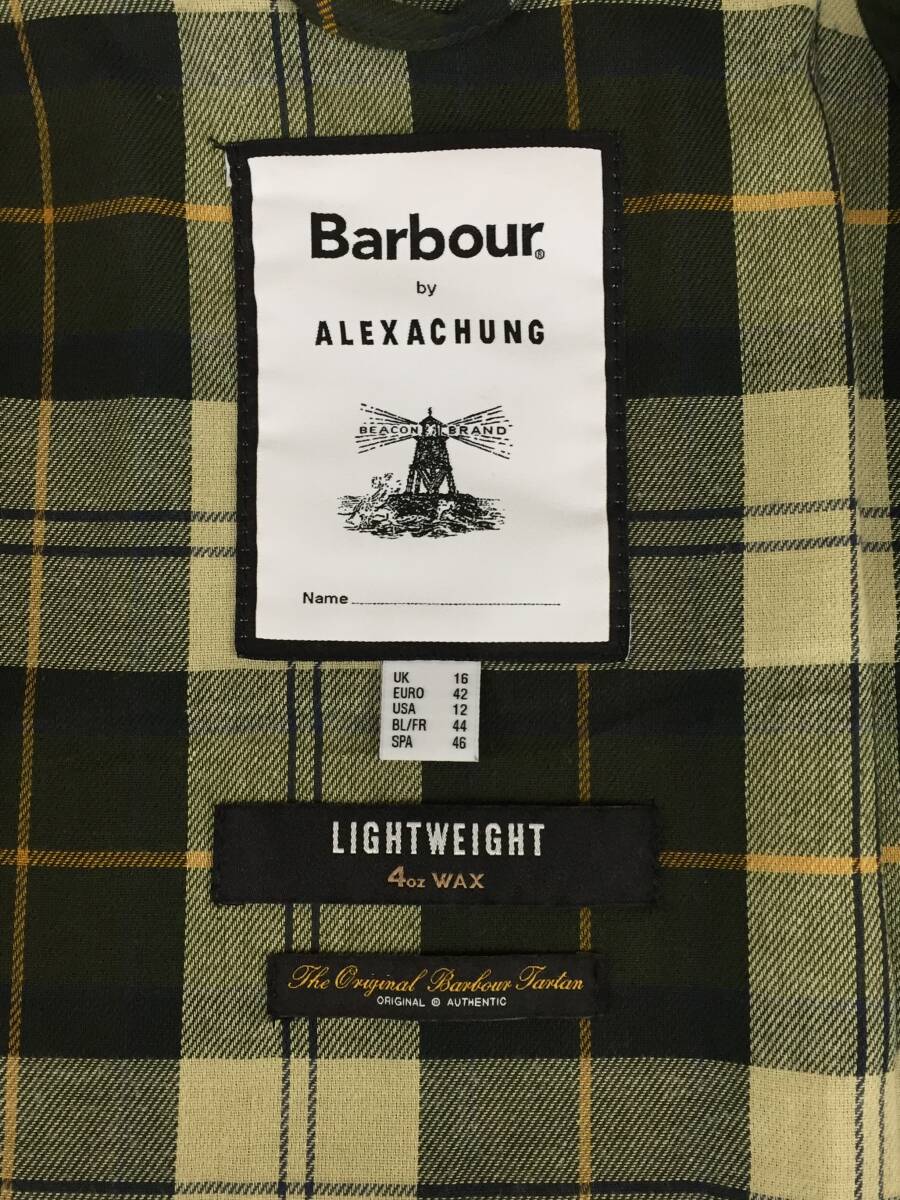 Barbour®
by
ALEXACHUNG
BEACON BRAND
Name
UK 16
EURO 42
USA 12
BL/FR 44
SPA 46
LIGHTWEIGHT
4oz WAX
The Original Barbour Tartan
ORIGINAL ® AUTHENTIC